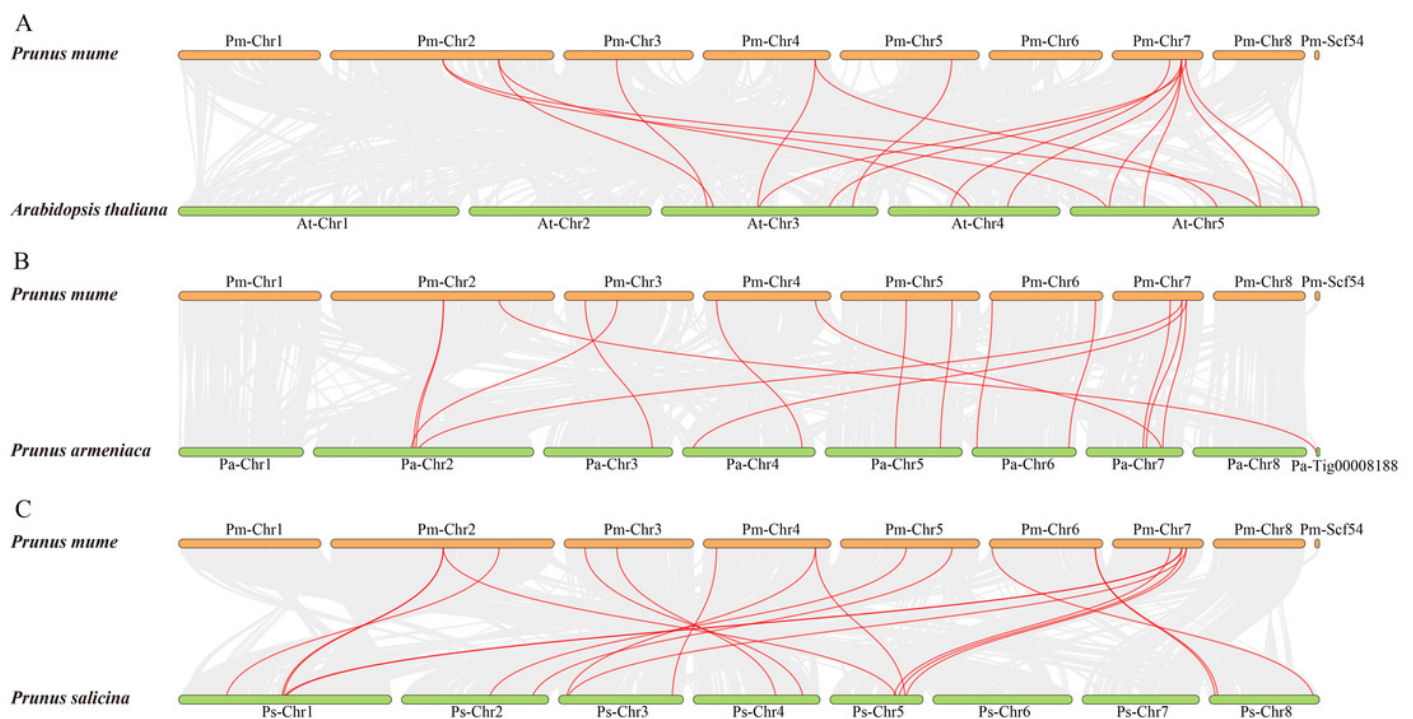 A
Pm-Chr1 Pm-Chr2 Pm-Chr3 Pm-Chr4 Pm-Chr5 Pm-Chr6 Pm-Chr7 Pm-Chr8 Pm-Scf54
Prunus mume
Arabidopsis thaliana
At-Chr1 At-Chr2 At-Chr3 At-Chr4 At-Chr5
B
Pm-Chr1 Pm-Chr2 Pm-Chr3 Pm-Chr4 Pm-Chr5 Pm-Chr6 Pm-Chr7 Pm-Chr8 Pm-Scf54
Prunus mume
Prunus armeniaca
Pa-Chr1 Pa-Chr2 Pa-Chr3 Pa-Chr4 Pa-Chr5 Pa-Chr6 Pa-Chr7 Pa-Chr8 Pa-Tig00008188
C
Pm-Chr1 Pm-Chr2 Pm-Chr3 Pm-Chr4 Pm-Chr5 Pm-Chr6 Pm-Chr7 Pm-Chr8 Pm-Scf54
Prunus mume
Prunus salicina
Ps-Chr1 Ps-Chr2 Ps-Chr3 Ps-Chr4 Ps-Chr5 Ps-Chr6 Ps-Chr7 Ps-Chr8